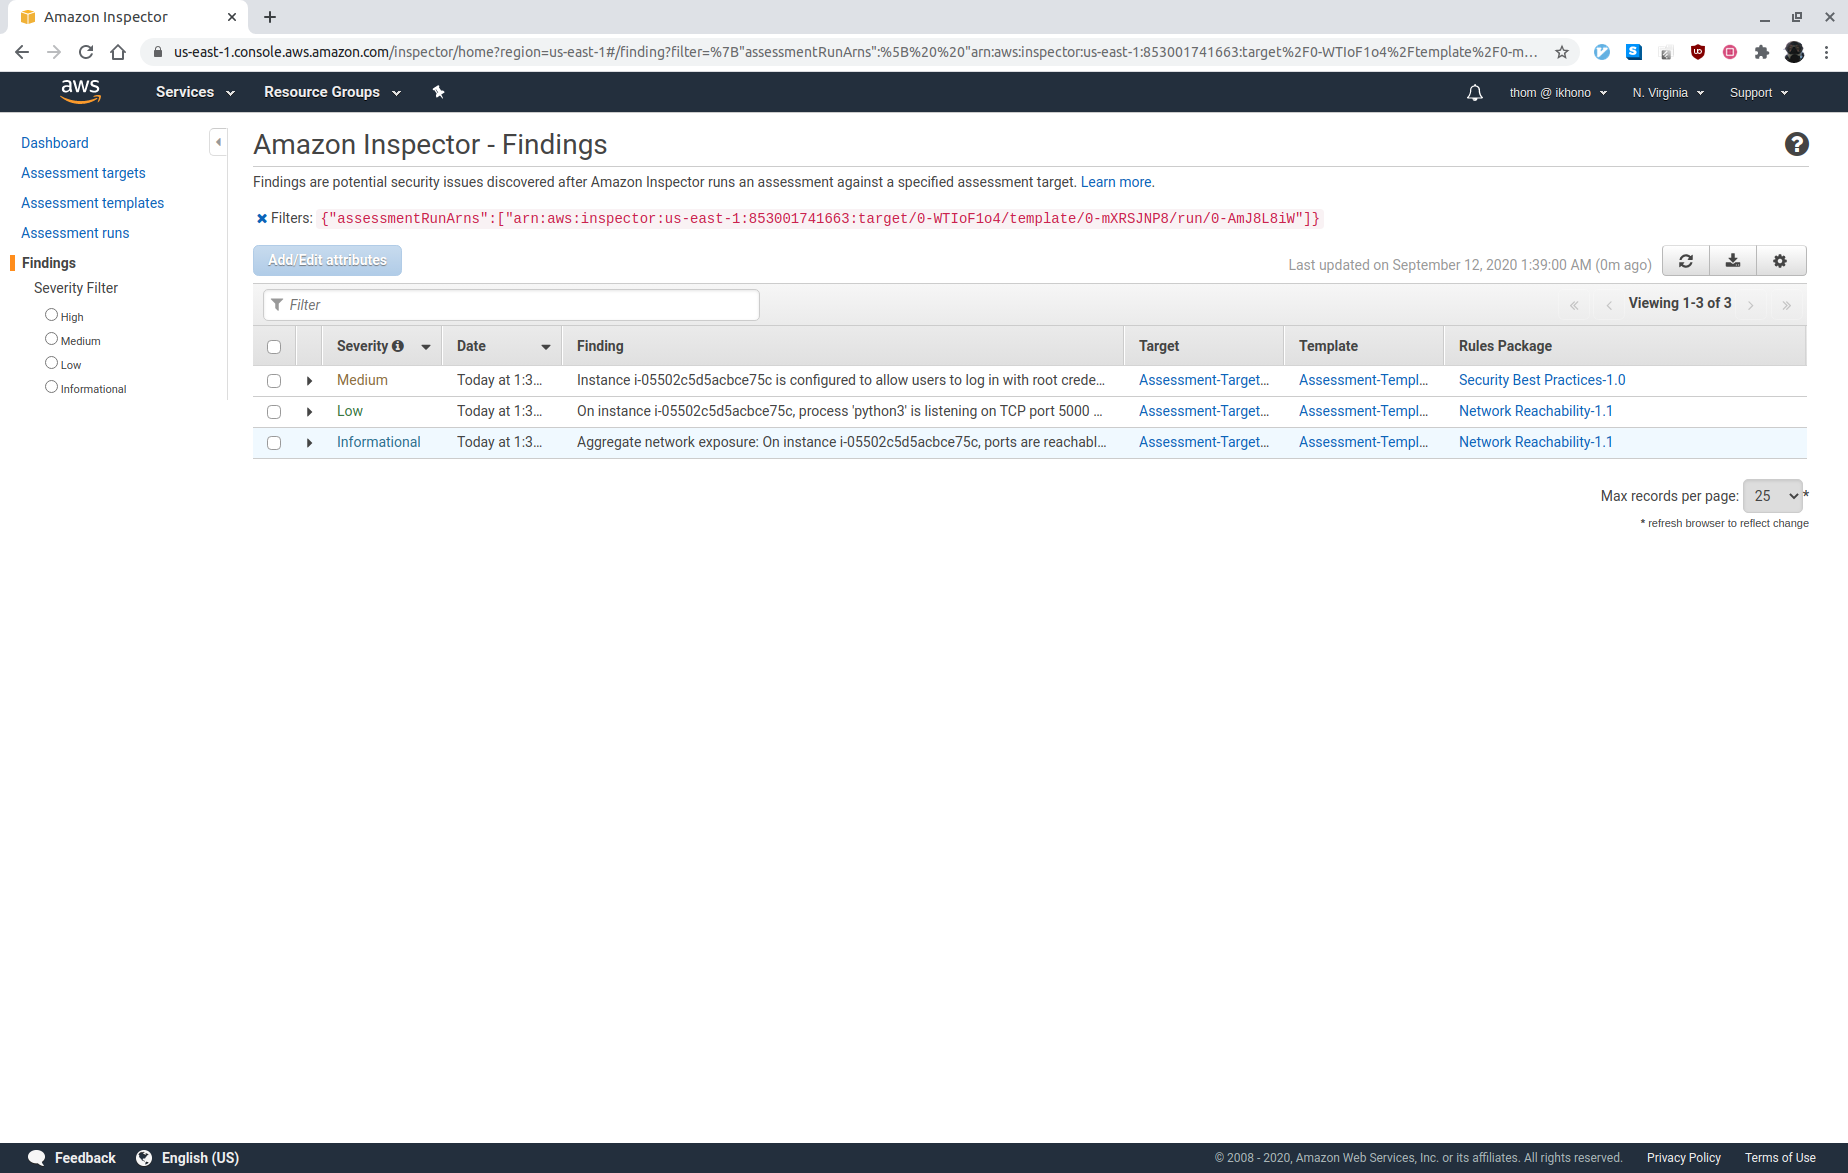 Amazon Inspector
us-east-1.console.aws.amazon.com/inspector/home?region=us-east-1#/finding?filter=%7B"assessmentRunArns":%5B%20%20"arn:aws:inspector:us-east-1:853001741663:target%2F0-WTIoF1o4%2Ftemplate%2F0-m...
aws Services Resource Groups thom @ ikhono N. Virginia Support
Dashboard
Assessment targets
Assessment templates
Assessment runs
Findings
Severity Filter
High
Medium
Low
Informational
Amazon Inspector - Findings
Findings are potential security issues discovered after Amazon Inspector runs an assessment against a specified assessment target. Learn more.
Filters: {"assessmentRunArns":["arn:aws:inspector:us-east-1:853001741663:target/0-WTIoF1o4/template/0-mXRSJNP8/run/0-AmJ8L8iW"]}
Add/Edit attributes
Last updated on September 12, 2020 1:39:00 AM (0m ago)
Filter
Viewing 1-3 of 3
Severity Date Finding Target Template Rules Package
Medium Today at 1:3... Instance i-05502c5d5acbce75c is configured to allow users to log in with root crede... Assessment-Target... Assessment-Templ... Security Best Practices-1.0
Low Today at 1:3... On instance i-05502c5d5acbce75c, process 'python3' is listening on TCP port 5000 ... Assessment-Target... Assessment-Templ... Network Reachability-1.1
Informational Today at 1:3... Aggregate network exposure: On instance i-05502c5d5acbce75c, ports are reachabl... Assessment-Target... Assessment-Templ... Network Reachability-1.1
Max records per page: 25 *
* refresh browser to reflect change
Feedback English (US) © 2008 - 2020, Amazon Web Services, Inc. or its affiliates. All rights reserved. Privacy Policy Terms of Use